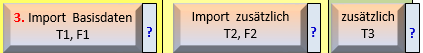 3. Import Basisdaten
T1, F1
?
Import zusätzlich
T2, F2
?
zusätzlich
T3
?